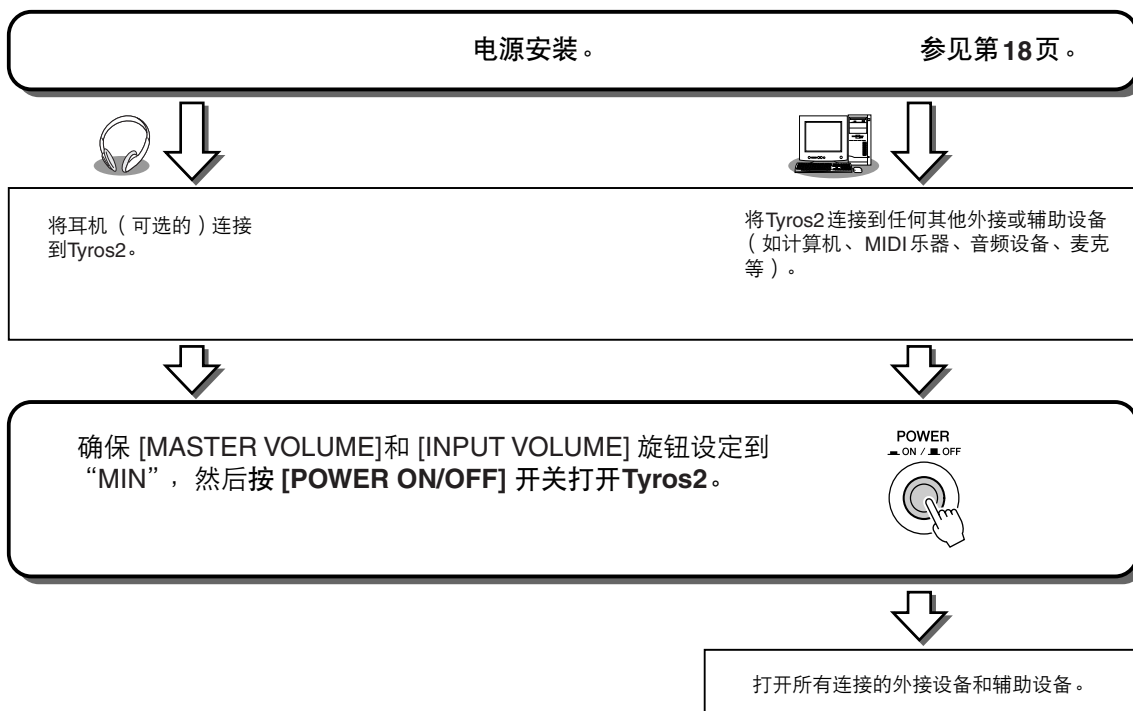 电源安装。 参见第18页。
将耳机（可选的）连接
到Tyros2。
将Tyros2连接到任何其他外接或辅助设备
（如计算机、MIDI乐器、音频设备、麦克
等）。
确保 [MASTER VOLUME]和 [INPUT VOLUME] 旋钮设定到
“MIN”，然后按 [POWER ON/OFF] 开关打开Tyros2。
POWER
ON / OFF
打开所有连接的外接设备和辅助设备。